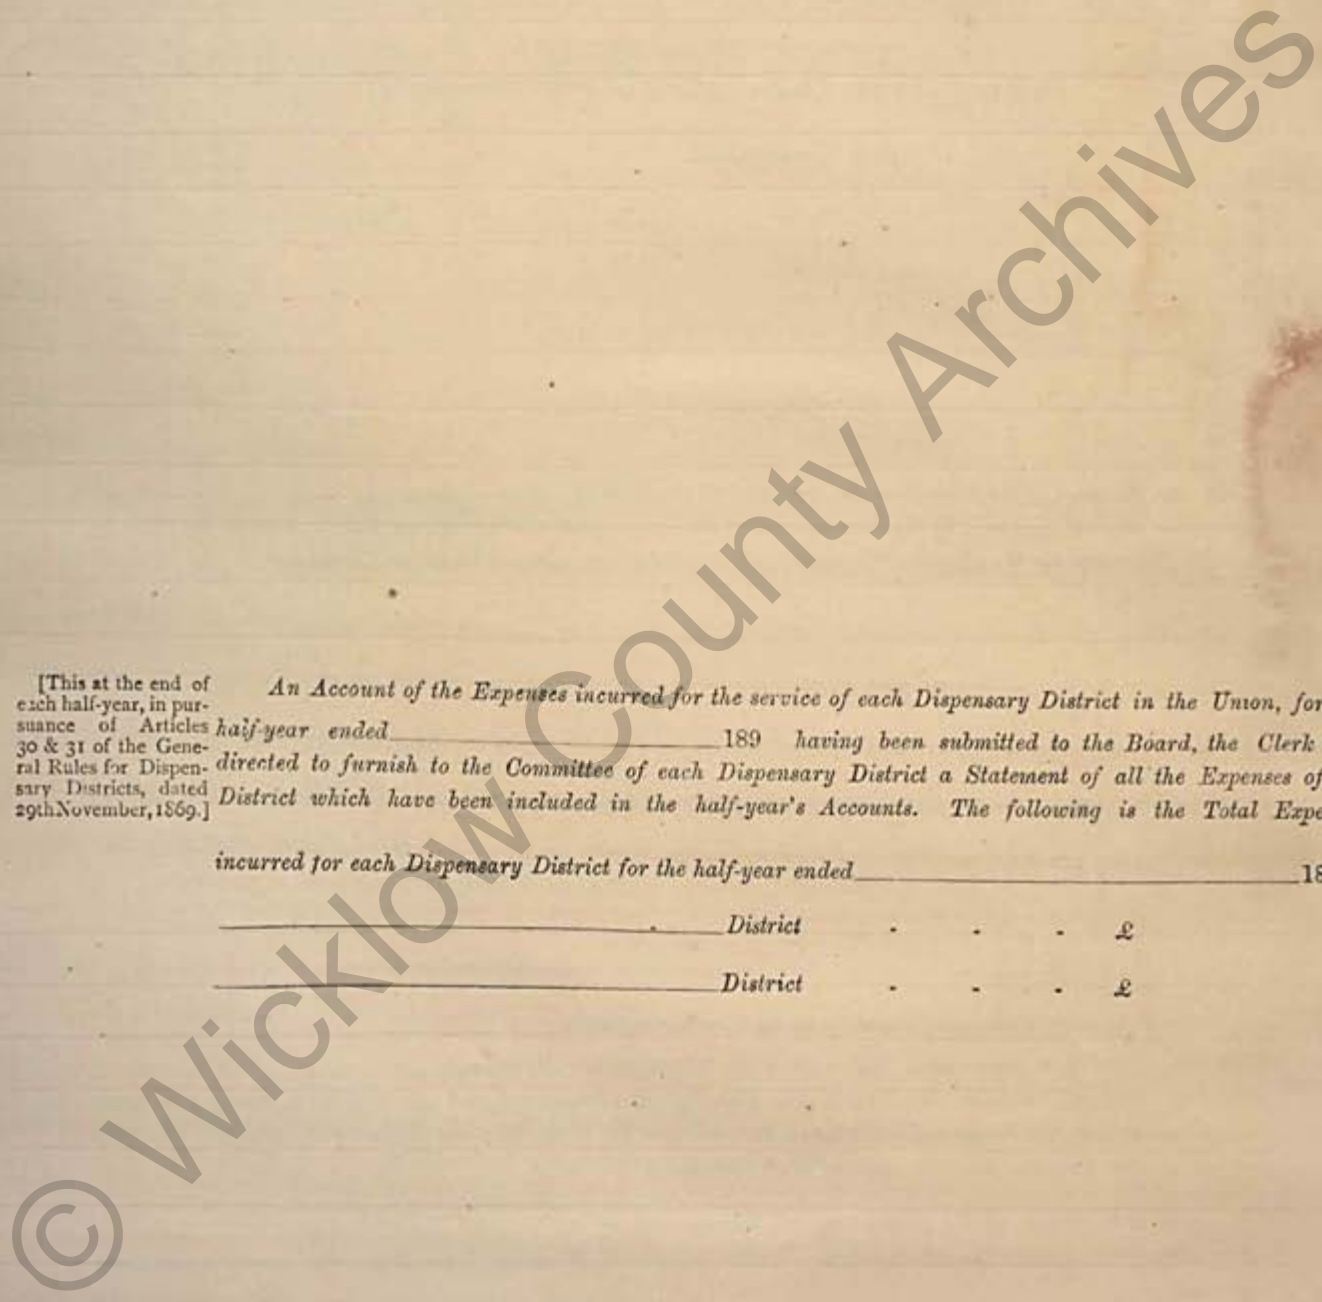 [This at the end of
each half-year, in pur-
suance of Articles
30 & 31 of the Gene-
ral Rules for Dispen-
sary Districts, dated
29th November, 1869.]
An Account of the Expenses incurred for the service of each Dispensary District in the Union, for
half-year ended 189 having been submitted to the Board, the Clerk
directed to furnish to the Committee of each Dispensary District a Statement of all the Expenses of
District which have been included in the half-year's Accounts. The following is the Total Expe
incurred for each Dispensary District for the half-year ended 18
District . . . £
District . . . £
© Wicklow County Archives